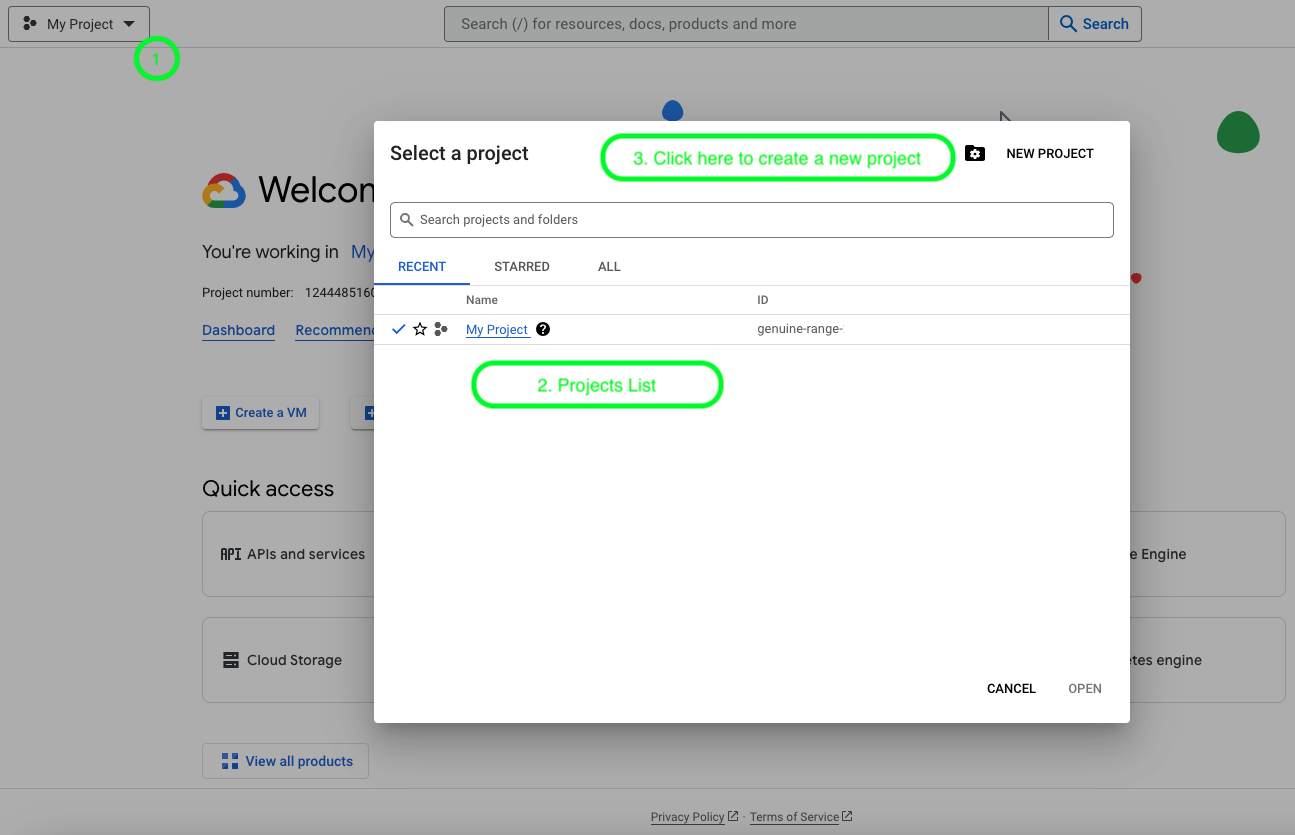 My Project
Search (/) for resources, docs, products and more
Search
1
Select a project
3. Click here to create a new project
NEW PROJECT
Welcom
Search projects and folders
You're working in My
RECENT
STARRED
ALL
Project number: 1244485160
Name
ID
Dashboard
Recommend
My Project
genuine-range-
2. Projects List
Create a VM
Quick access
API APIs and services
e Engine
Cloud Storage
etes engine
CANCEL
OPEN
View all products
Privacy Policy · Terms of Service